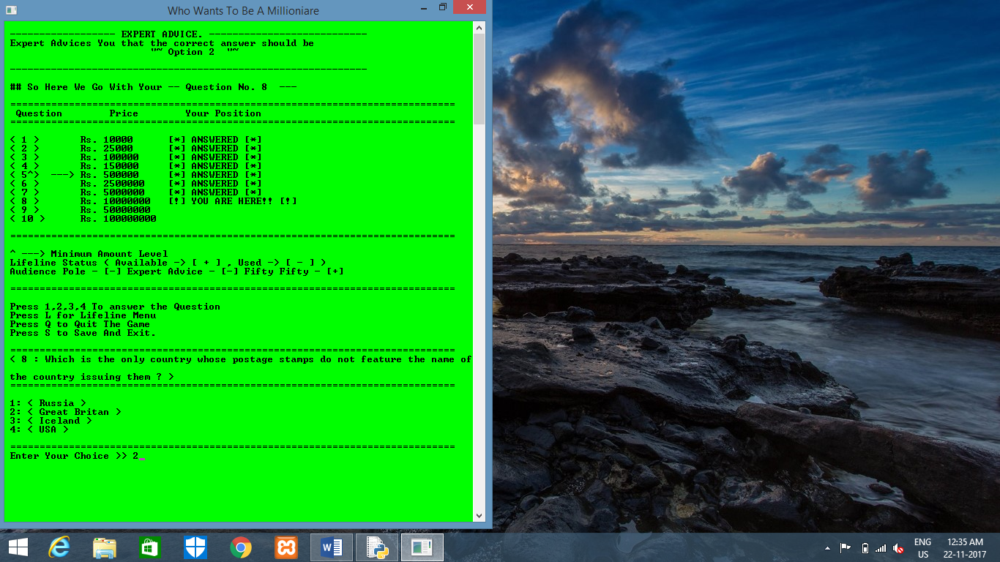 Who Wants To Be A Millioniare
------------------ EXPERT ADVICE. ---------------------------
Expert Advices You that the correct answer should be
"~ Option 2 "~
-------------------------------------------------------------
## So Here We Go With Your -- Question No. 8 ---
============================================================================
Question Price Your Position
============================================================================
< 1 > Rs. 10000 [*] ANSWERED [*]
< 2 > Rs. 25000 [*] ANSWERED [*]
< 3 > Rs. 100000 [*] ANSWERED [*]
< 4 > Rs. 150000 [*] ANSWERED [*]
< 5^> ---> Rs. 500000 [*] ANSWERED [*]
< 6 > Rs. 2500000 [*] ANSWERED [*]
< 7 > Rs. 5000000 [*] ANSWERED [*]
< 8 > Rs. 10000000 [!] YOU ARE HERE!! [!]
< 9 > Rs. 50000000
< 10 > Rs. 100000000
============================================================================
^ ---> Minimum Amount Level
Lifeline Status ( Available -> [ + ] , Used -> [ - ] )
Audience Pole - [-] Expert Advice - [-] Fifty Fifty - [+]
============================================================================
Press 1,2,3,4 To answer the Question
Press L for Lifeline Menu
Press Q to Quit The Game
Press S to Save And Exit.
============================================================================
< 8 : Which is the only country whose postage stamps do not feature the name of
the country issuing them ? >
============================================================================
1: < Russia >
2: < Great Britan >
3: < Iceland >
4: < USA >
============================================================================
Enter Your Choice >> 2_
ENG 12:35 AM
US 22-11-2017